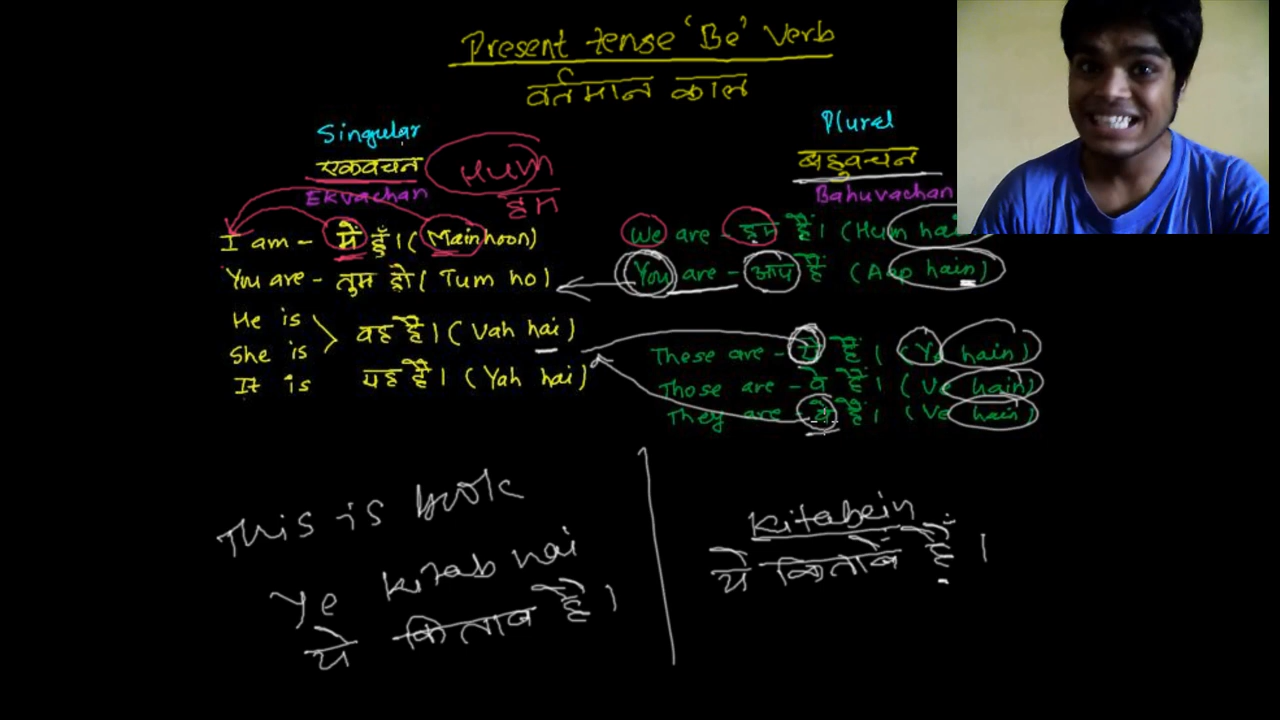 Present tense 'Be' Verb
वर्तमान काल
Singular
एकवचन
Hum
Ekvachan
हम
I am - मैं हूँ। (Main hoon)
You are - तुम हो (Tum ho)
He is
She is
वह है। (Vah hai)
It is
यह है। (Yah hai)
Plural
बहुवचन
Bahuvachan
We are - हम हैं। (Hum hai
You are - आप हैं (Aap hain)
These are - ये हैं। (Ye hain)
Those are - वे हैं। (Ve hain)
They are - वे हैं। (Ve hain)
This is book
Ye kitab hai
ये किताब है।
Kitabein
ये किताबें हैं।